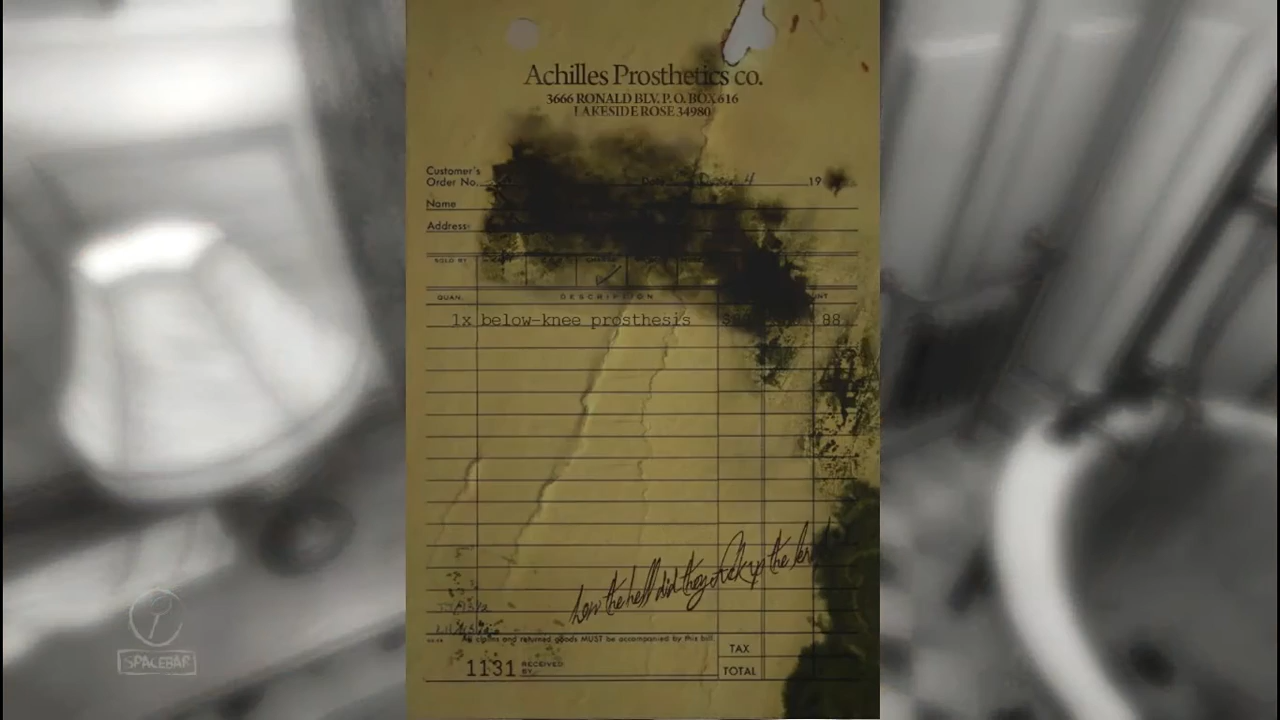 Achilles Prosthetics co.
3666 RONALD BLV. P.O. BOX 616
LAKESIDE ROSE 34980
Customer's
Order No. Date 4 19
Name
Address
SOLD BY
QUAN. DESCRIPTION
1x below-knee prosthesis 88
how the hell did they fuck up the
All claims and returned goods MUST be accompanied by this bill.
TAX
1131 RECEIVED BY
TOTAL
SPACEBAR